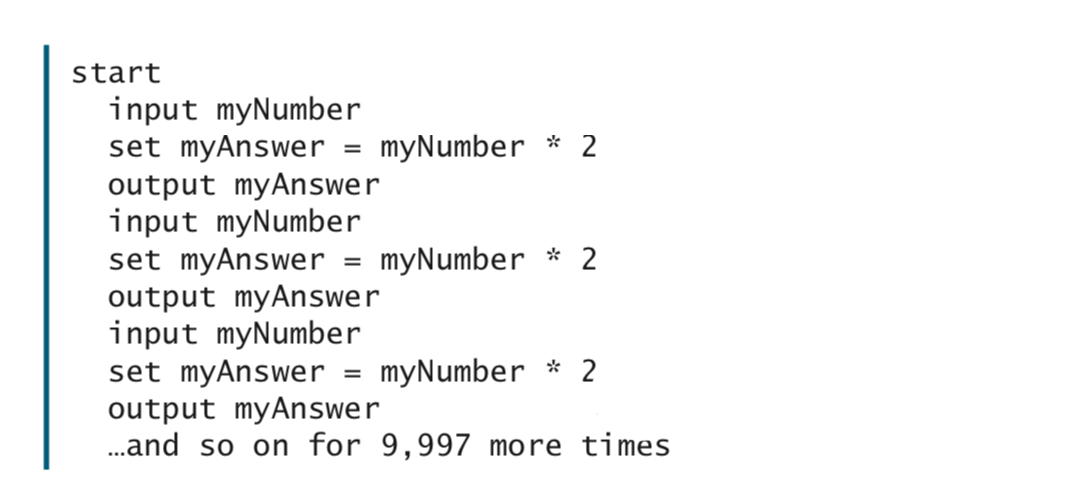 start
input myNumber
set myAnswer = myNumber * 2
output myAnswer
input myNumber
set myAnswer = myNumber * 2
output myAnswer
input myNumber
set myAnswer = myNumber * 2
output myAnswer
…and so on for 9,997 more times